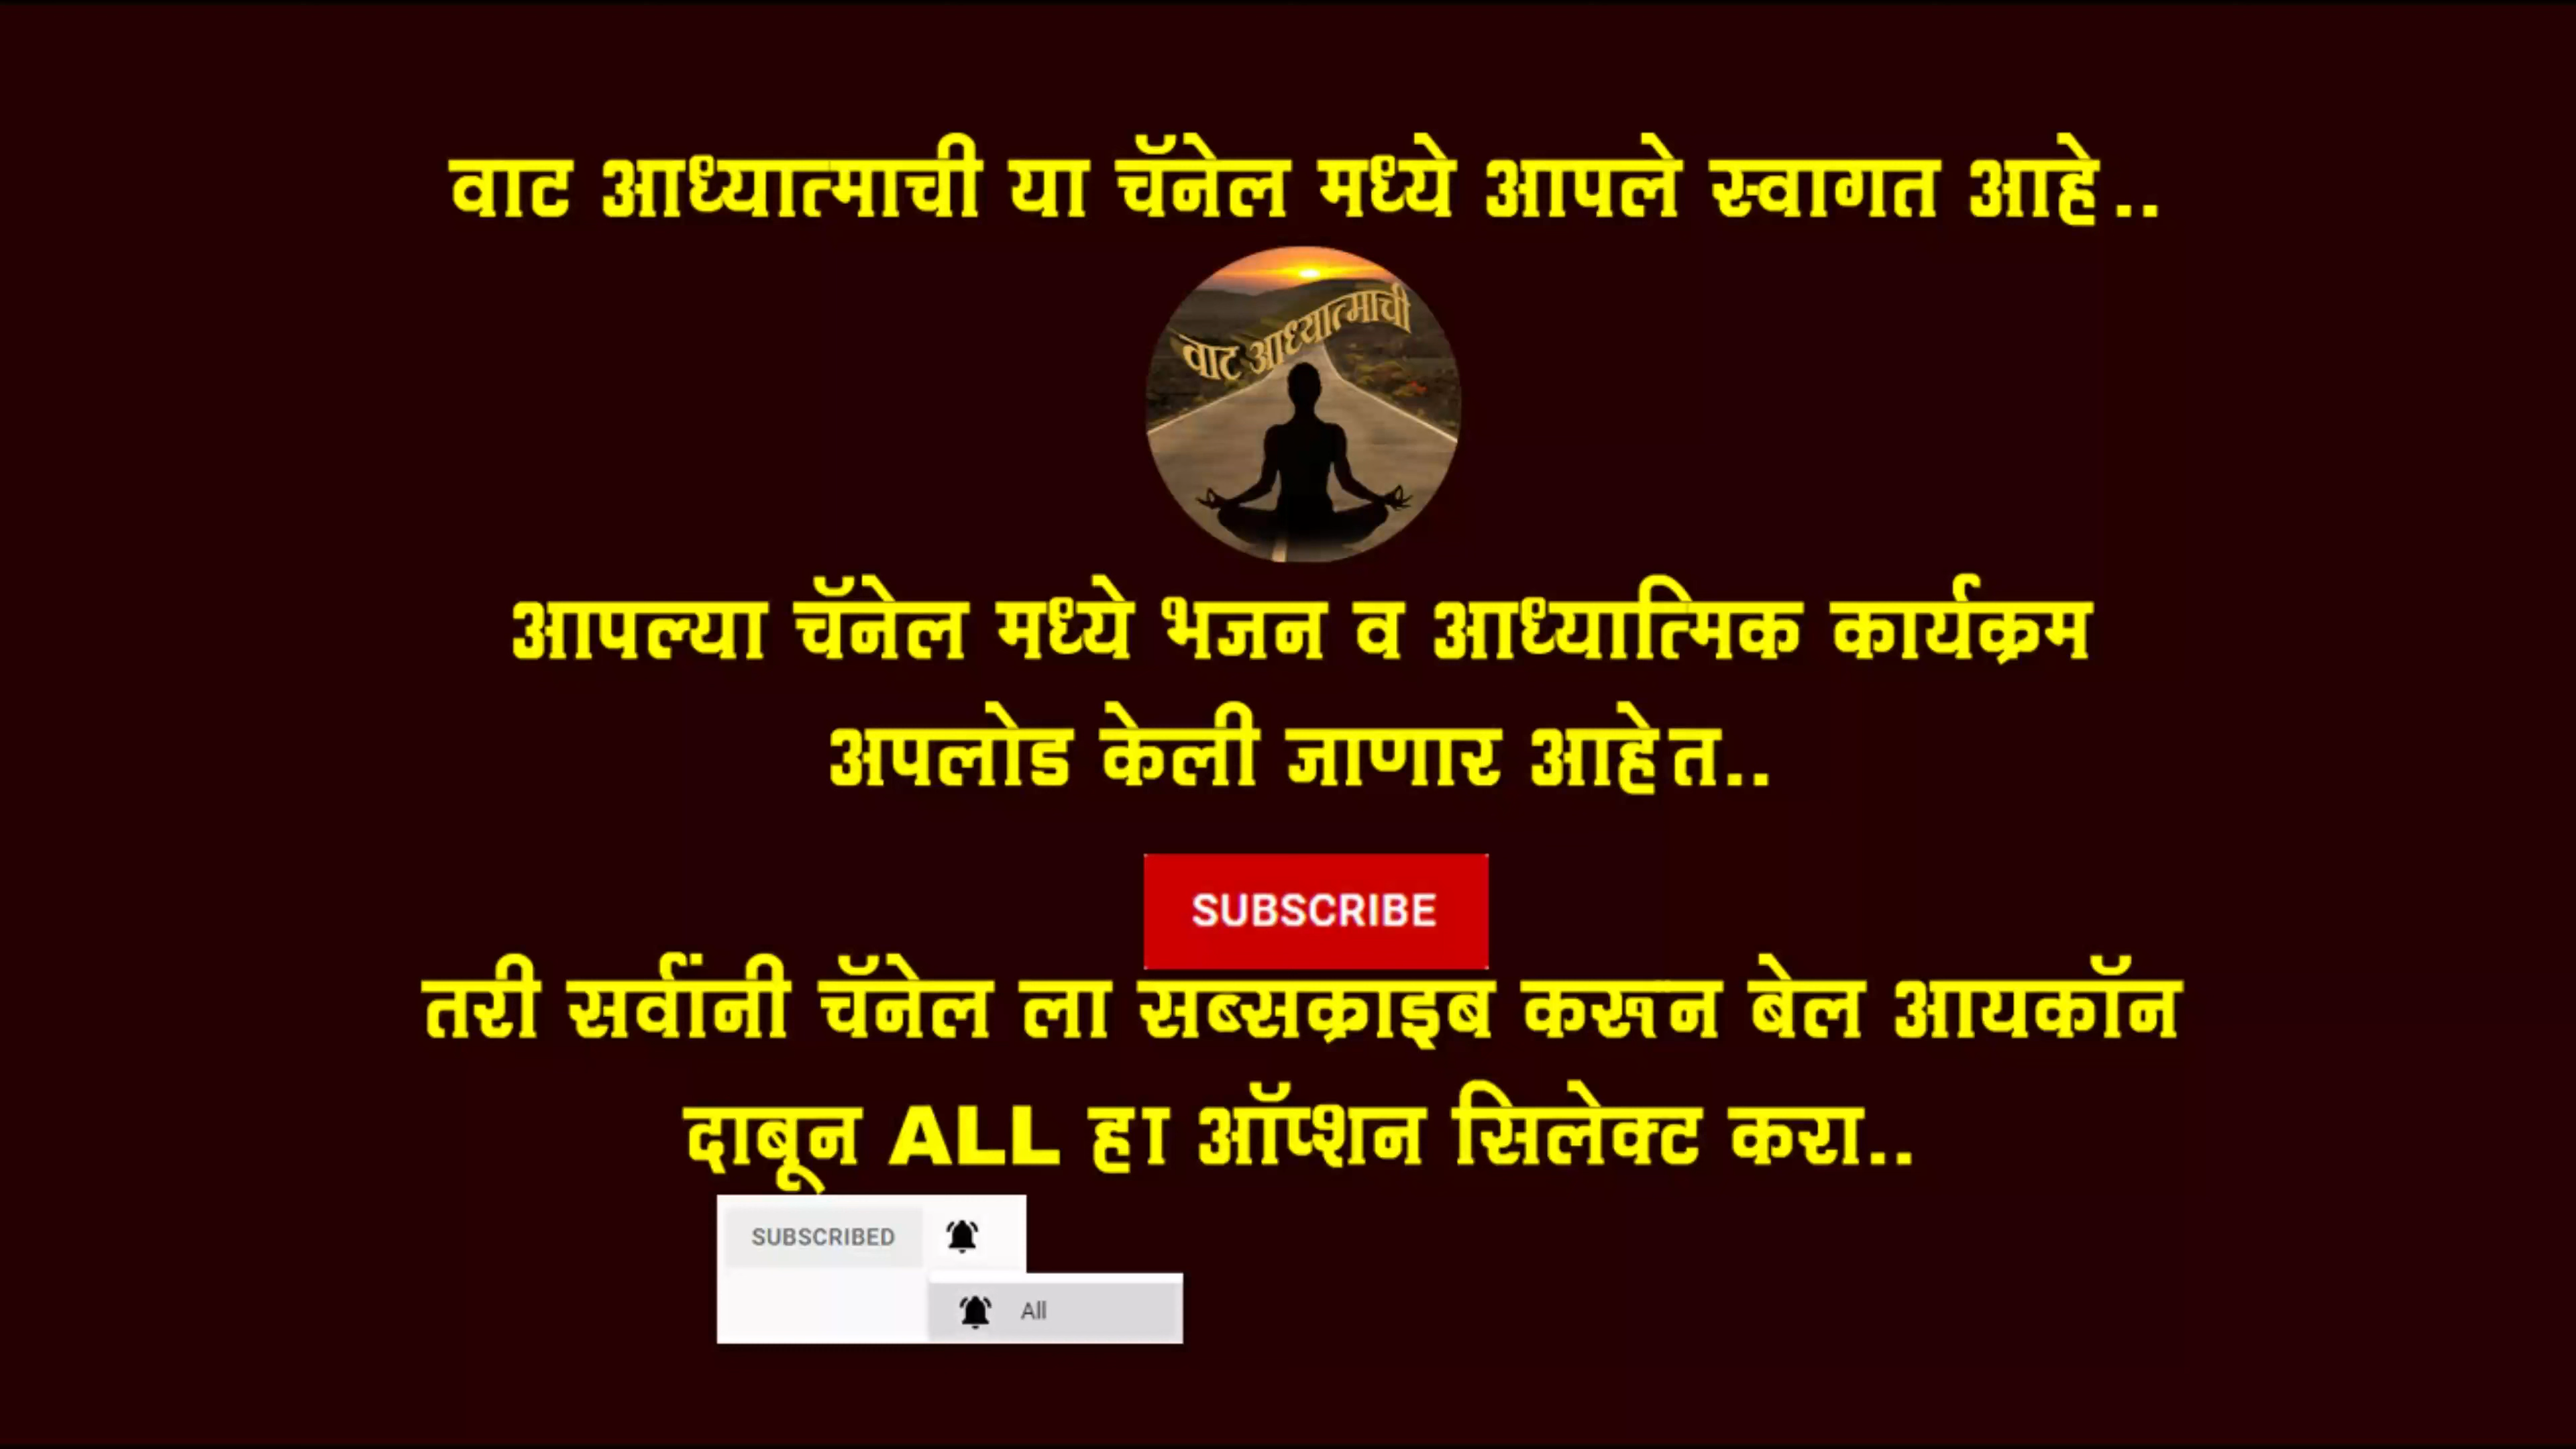 वाट आध्यात्माची या चॅनेल मध्ये आपले स्वागत आहे..
वाट आध्यात्माची
आपल्या चॅनेल मध्ये भजन व आध्यात्मिक कार्यक्रम
अपलोड केली जाणार आहेत..
SUBSCRIBE
तरी सर्वांनी चॅनेल ला सब्सक्राइब करून बेल आयकॉन
दाबून ALL हा ऑप्शन सिलेक्ट करा..
SUBSCRIBED
All